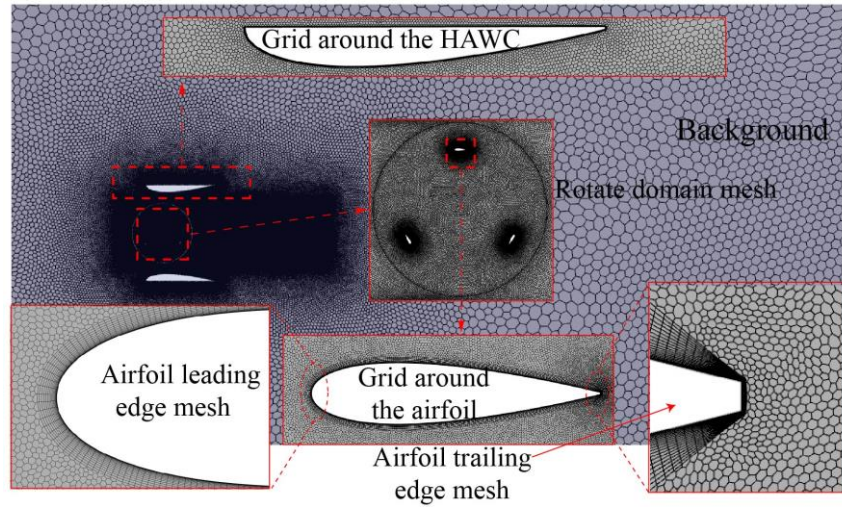 Grid around the HAWC
Background
Rotate domain mesh
Airfoil leading
edge mesh
Grid around
the airfoil
Airfoil trailing
edge mesh